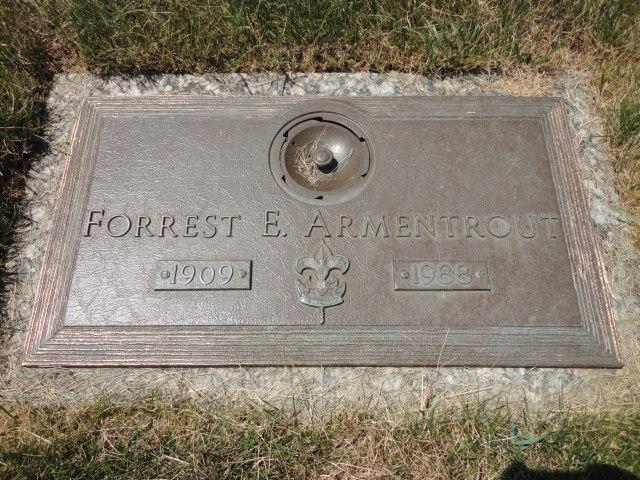 FORREST E. ARMENTROUT
1909 1988